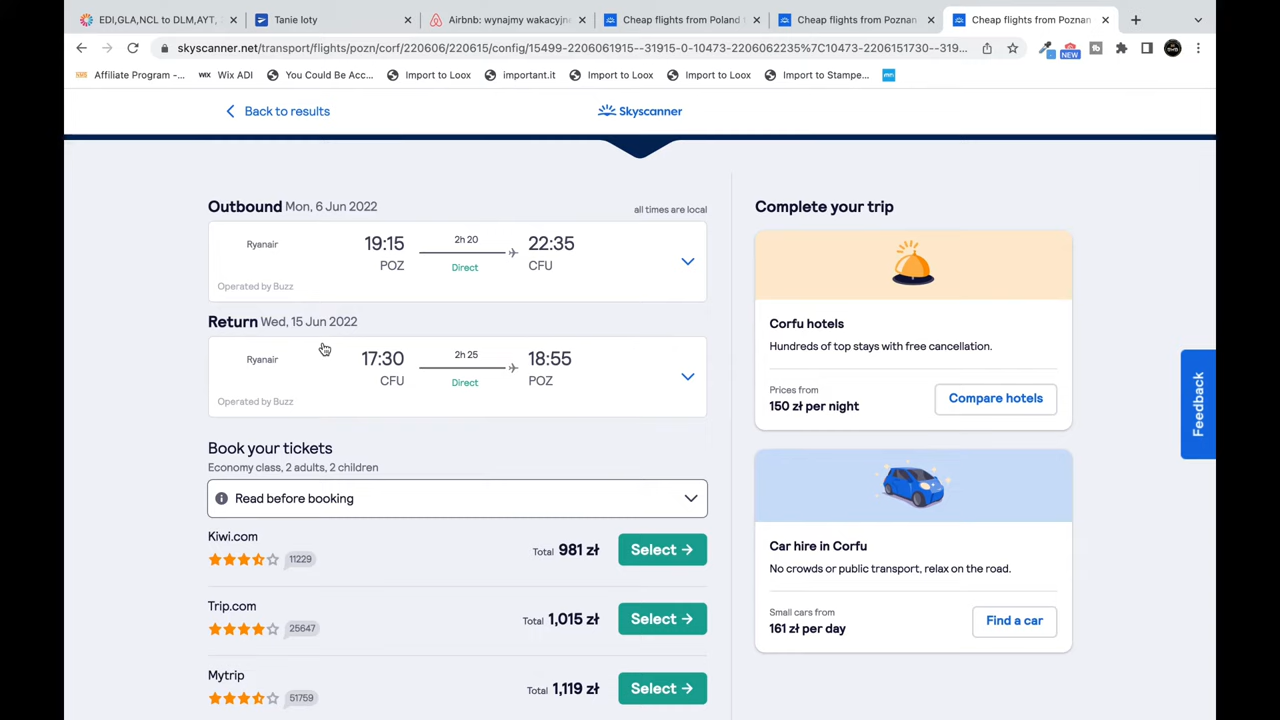 EDI,GLA,NCL to DLM,AYT,
Tanie loty
Airbnb: wynajmy wakacyjne
Cheap flights from Poland t
Cheap flights from Poznan
Cheap flights from Poznan
skyscanner.net/transport/flights/pozn/corf/220606/220615/config/15499-2206061915--31915-0-10473-2206062235%7C10473-2206151730--319...
NEW
Affiliate Program -...
WIX Wix ADI
You Could Be Acc...
Import to Loox
important.it
Import to Loox
Import to Loox
Import to Stampe...
Back to results
Skyscanner
Outbound Mon, 6 Jun 2022
all times are local
Ryanair
19:15
2h 20
22:35
POZ
Direct
CFU
Operated by Buzz
Return Wed, 15 Jun 2022
Ryanair
17:30
2h 25
18:55
CFU
Direct
POZ
Operated by Buzz
Book your tickets
Economy class, 2 adults, 2 children
Read before booking
Kiwi.com
11229
Total 981 zł
Select →
Trip.com
25647
Total 1,015 zł
Select →
Mytrip
51759
Total 1,119 zł
Select →
Complete your trip
Corfu hotels
Hundreds of top stays with free cancellation.
Prices from
150 zł per night
Compare hotels
Car hire in Corfu
No crowds or public transport, relax on the road.
Small cars from
161 zł per day
Find a car
Feedback